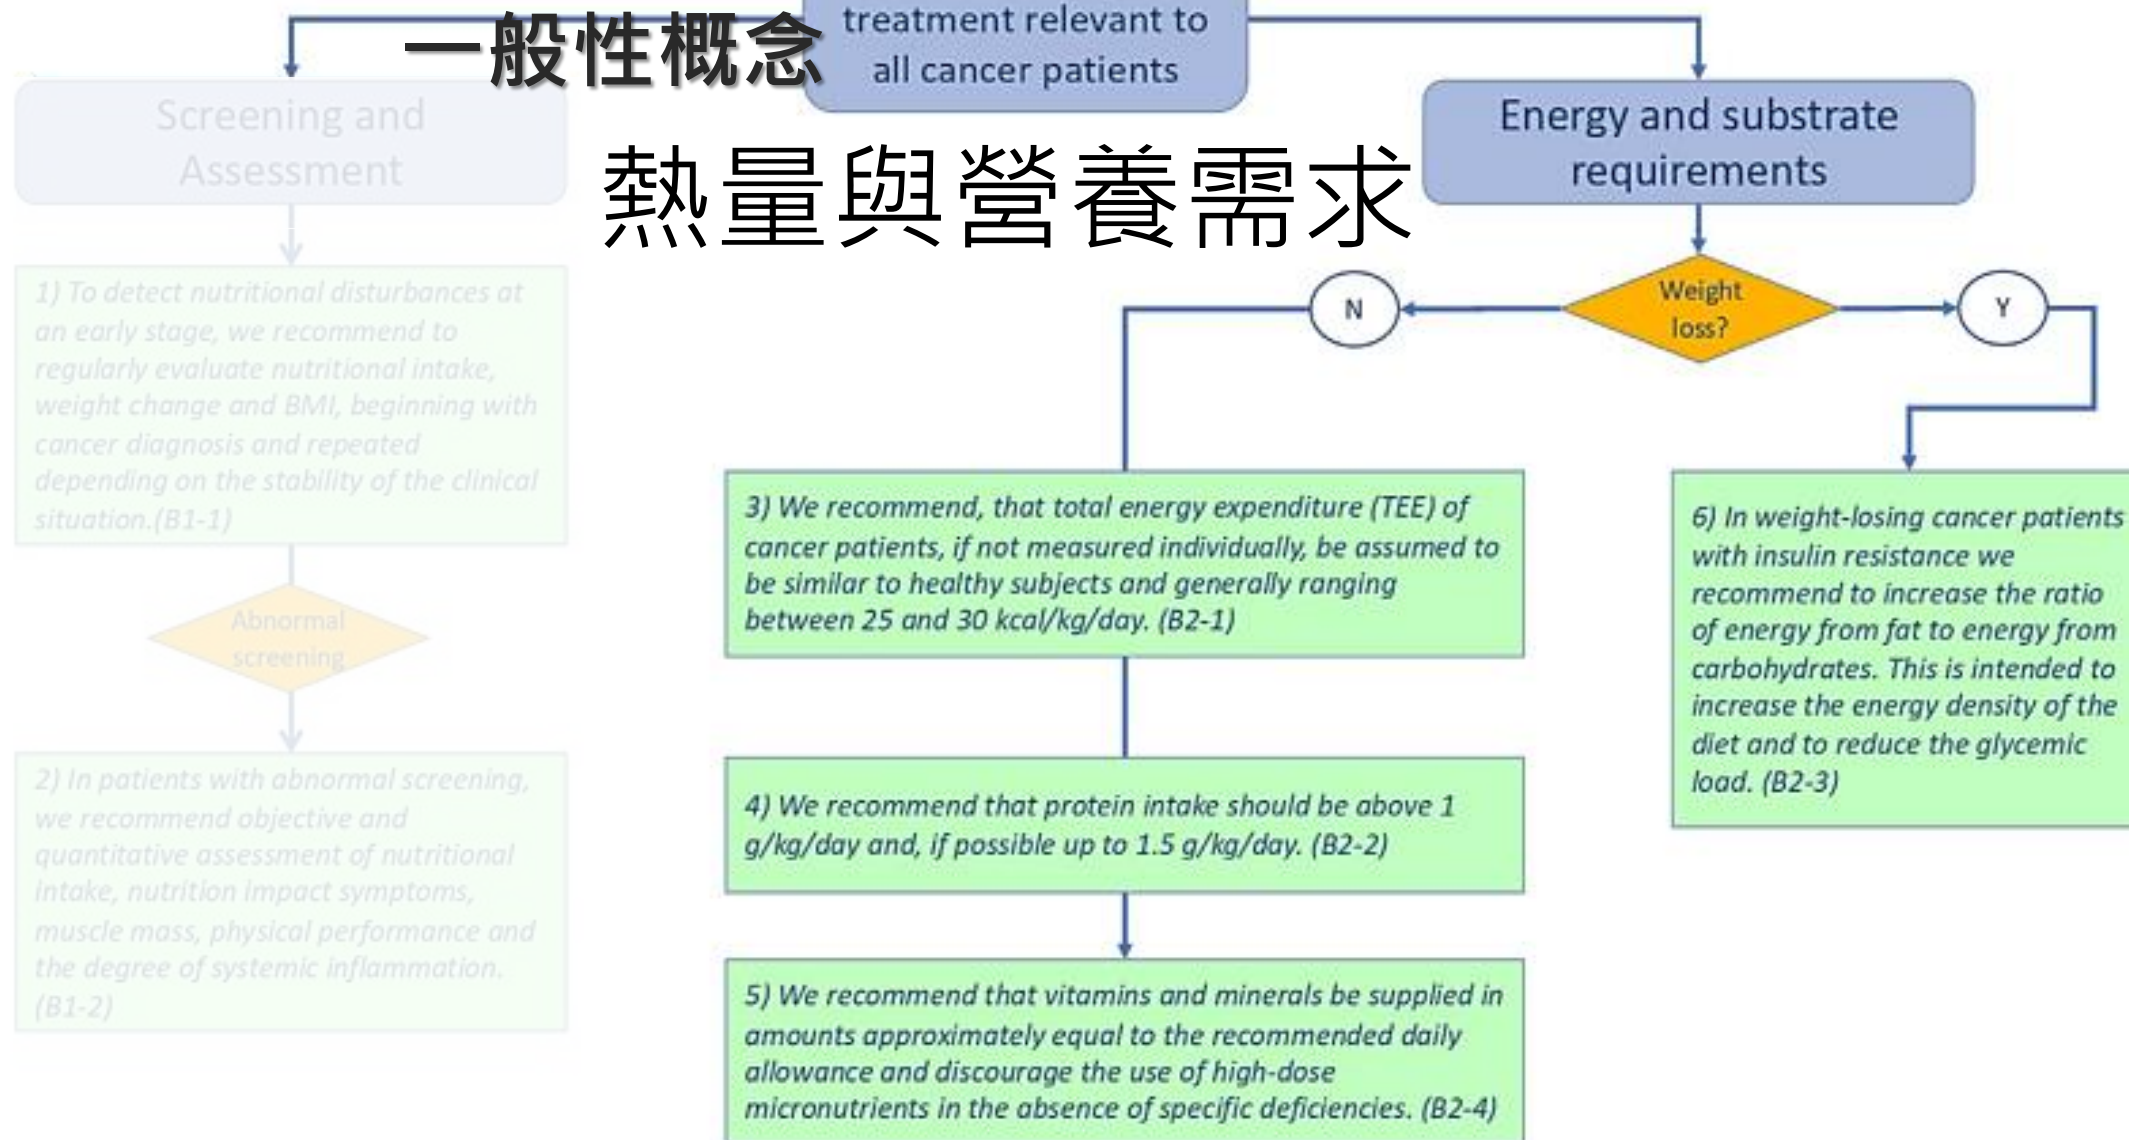 一般性概念
treatment relevant to
all cancer patients
熱量與營養需求
Screening and
Assessment
1) To detect nutritional disturbances at
an early stage, we recommend to
regularly evaluate nutritional intake,
weight change and BMI, beginning with
cancer diagnosis and repeated
depending on the stability of the clinical
situation.(B1-1)
Abnormal
screening
2) In patients with abnormal screening,
we recommend objective and
quantitative assessment of nutritional
intake, nutrition impact symptoms,
muscle mass, physical performance and
the degree of systemic inflammation.
(B1-2)
Energy and substrate
requirements
Weight
loss?
N
Y
3) We recommend, that total energy expenditure (TEE) of
cancer patients, if not measured individually, be assumed to
be similar to healthy subjects and generally ranging
between 25 and 30 kcal/kg/day. (B2-1)
4) We recommend that protein intake should be above 1
g/kg/day and, if possible up to 1.5 g/kg/day. (B2-2)
5) We recommend that vitamins and minerals be supplied in
amounts approximately equal to the recommended daily
allowance and discourage the use of high-dose
micronutrients in the absence of specific deficiencies. (B2-4)
6) In weight-losing cancer patients
with insulin resistance we
recommend to increase the ratio
of energy from fat to energy from
carbohydrates. This is intended to
increase the energy density of the
diet and to reduce the glycemic
load. (B2-3)